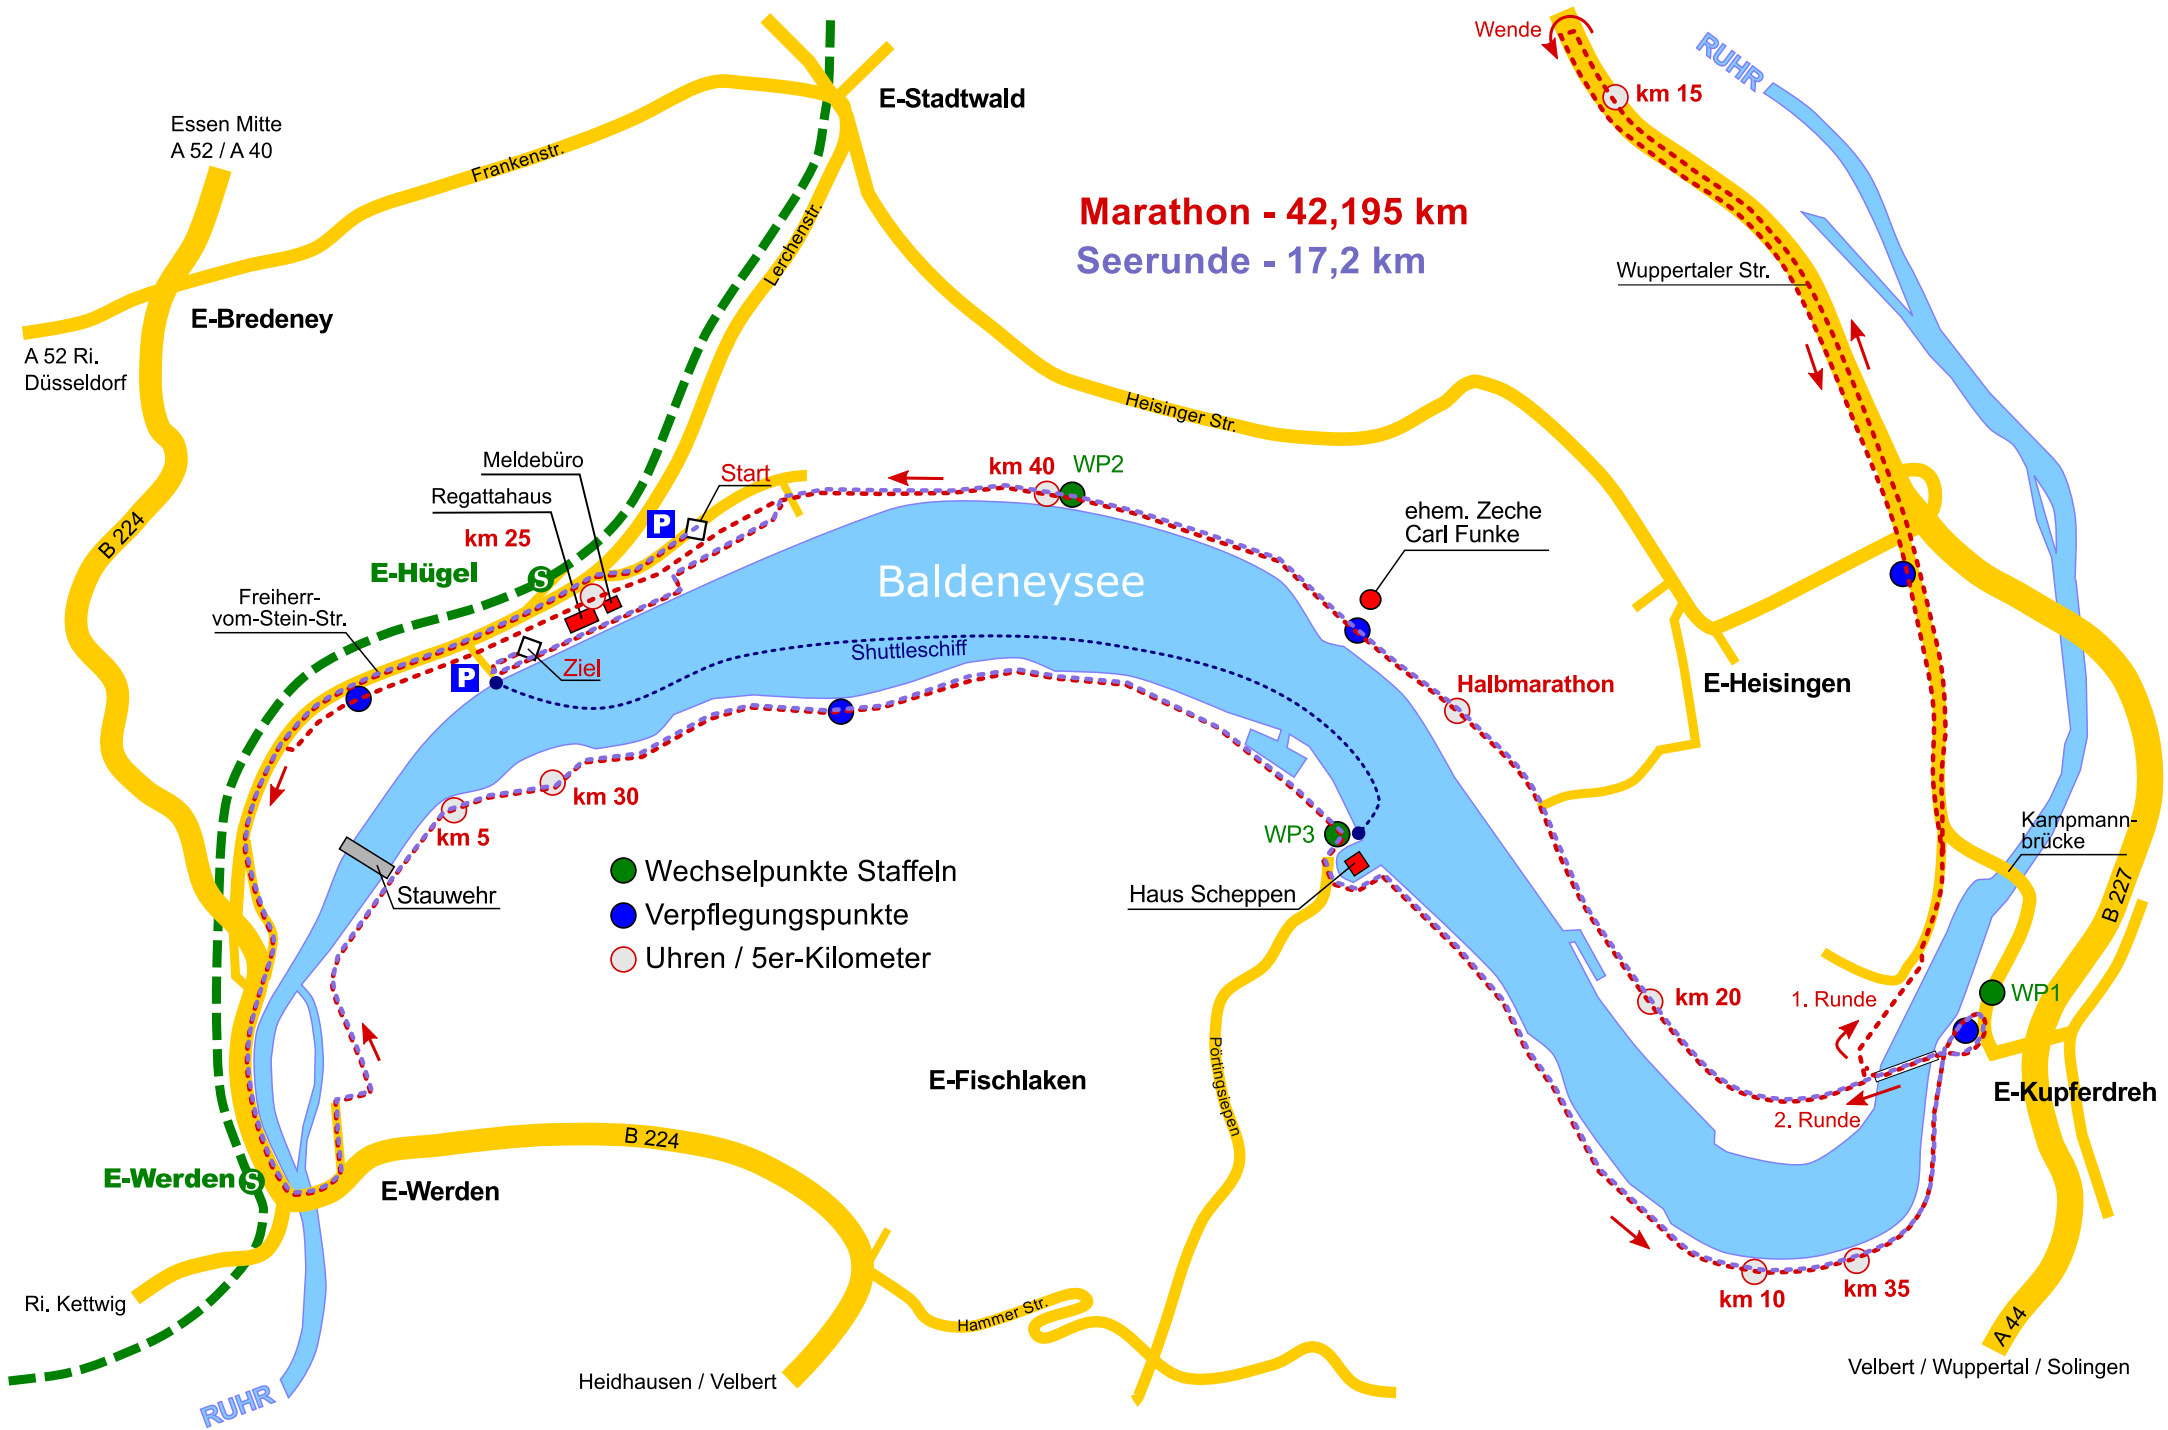 Wende
km 15
RUHR
E-Stadtwald
Essen Mitte
A 52 / A 40
Frankenstr.
Lerchenstr.
Marathon - 42,195 km
Seerunde - 17,2 km
Wuppertaler Str.
E-Bredeney
A 52 Ri.
Düsseldorf
Heisinger Str.
B 224
Meldebüro
Start
Regattahaus
km 40
WP2
P
km 25
ehem. Zeche
Carl Funke
E-Hügel
S
Baldeneysee
Freiherr-
vom-Stein-Str.
Shuttleschiff
Ziel
P
Halbmarathon
E-Heisingen
km 30
km 5
WP3
Kampmann-
brücke
Wechselpunkte Staffeln
Stauwehr
Haus Scheppen
B 227
Verpflegungspunkte
Uhren / 5er-Kilometer
km 20
1. Runde
WP1
E-Fischlaken
Pörtingsiepen
E-Kupferdreh
2. Runde
B 224
E-Werden
S
E-Werden
Ri. Kettwig
km 10
km 35
Hammer Str.
A 44
Velbert / Wuppertal / Solingen
Heidhausen / Velbert
RUHR